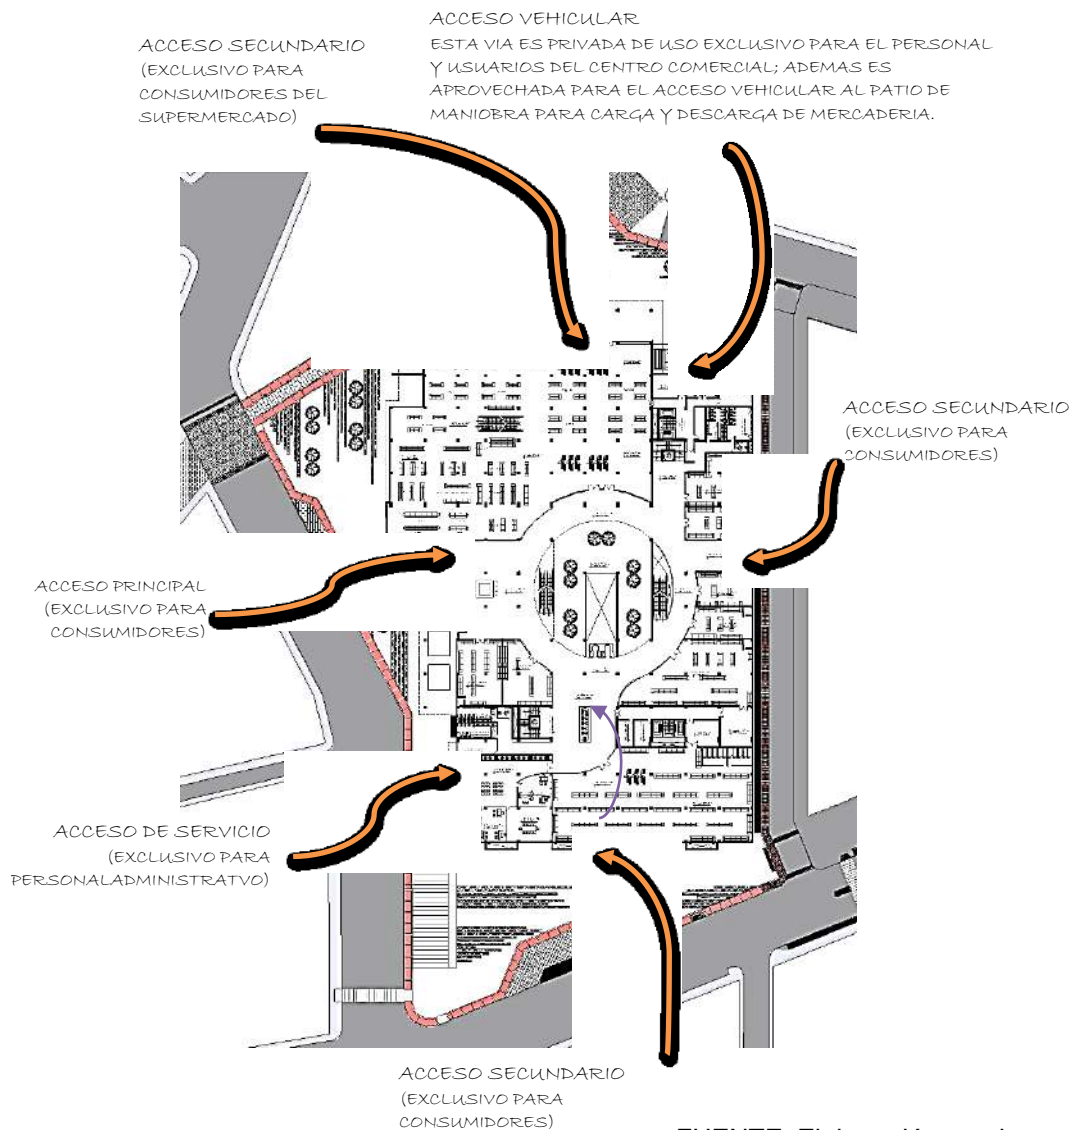 ACCESO VEHICULAR
ESTA VIA ES PRIVADA DE USO EXCLUSIVO PARA EL PERSONAL
Y USUARIOS DEL CENTRO COMERCIAL; ADEMAS ES
APROVECHADA PARA EL ACCESO VEHICULAR AL PATIO DE
MANIOBRA PARA CARGA Y DESCARGA DE MERCADERIA.
ACCESO SECUNDARIO
(EXCLUSIVO PARA
CONSUMIDORES DEL
SUPERMERCADO)
ACCESO SECUNDARIO
(EXCLUSIVO PARA
CONSUMIDORES)
ACCESO PRINCIPAL
(EXCLUSIVO PARA
CONSUMIDORES)
ACCESO DE SERVICIO
(EXCLUSIVO PARA
PERSONALADMINISTRATVO)
ACCESO SECUNDARIO
(EXCLUSIVO PARA
CONSUMIDORES)